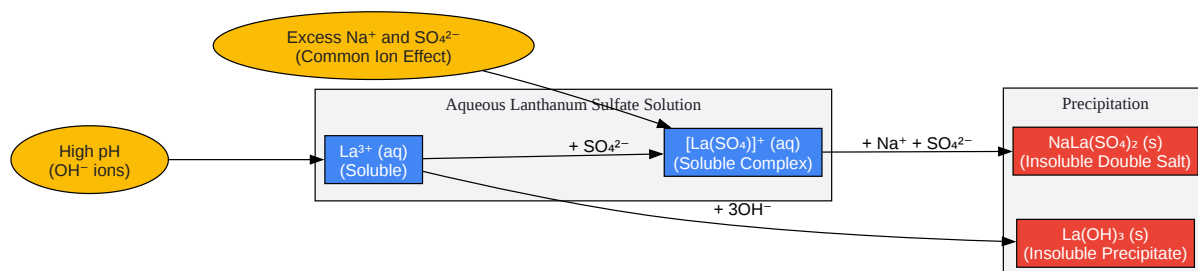 Excess Na⁺ and SO₄²⁻
(Common Ion Effect)
Aqueous Lanthanum Sulfate Solution
Precipitation
High pH
(OH⁻ ions)
La³⁺ (aq)
(Soluble)
+ SO₄²⁻
[La(SO₄)]⁺ (aq)
(Soluble Complex)
+ Na⁺ + SO₄²⁻
NaLa(SO₄)₂ (s)
(Insoluble Double Salt)
+ 3OH⁻
La(OH)₃ (s)
(Insoluble Precipitate)